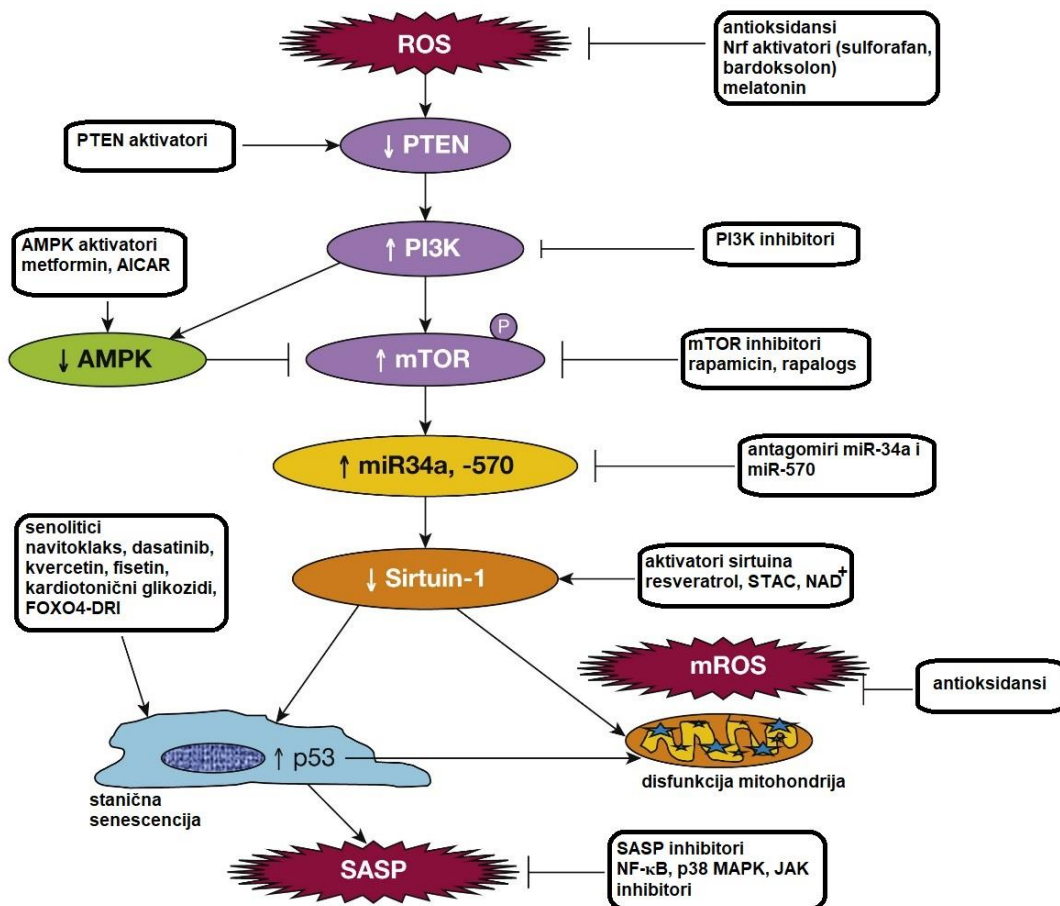 ROS
antioksidansi
Nrf aktivatori (sulforafan,
bardoksolon)
melatonin
PTEN aktivatori
↓ PTEN
AMPK aktivatori
metformin, AICAR
↑ PI3K
PI3K inhibitori
P
↓ AMPK
↑ mTOR
mTOR inhibitori
rapamicin, rapalogs
↑ miR34a, -570
antagomiri miR-34a i
miR-570
senolitici
navitoklaks, dasatinib,
kvercetin, fisetin,
kardiotonični glikozidi,
FOXO4-DRI
↓ Sirtuin-1
aktivatori sirtuina
resveratrol, STAC, NAD+
mROS
antioksidansi
↑ p53
disfunkcija mitohondrija
stanična
senescencija
SASP
SASP inhibitori
NF-κB, p38 MAPK, JAK
inhibitori